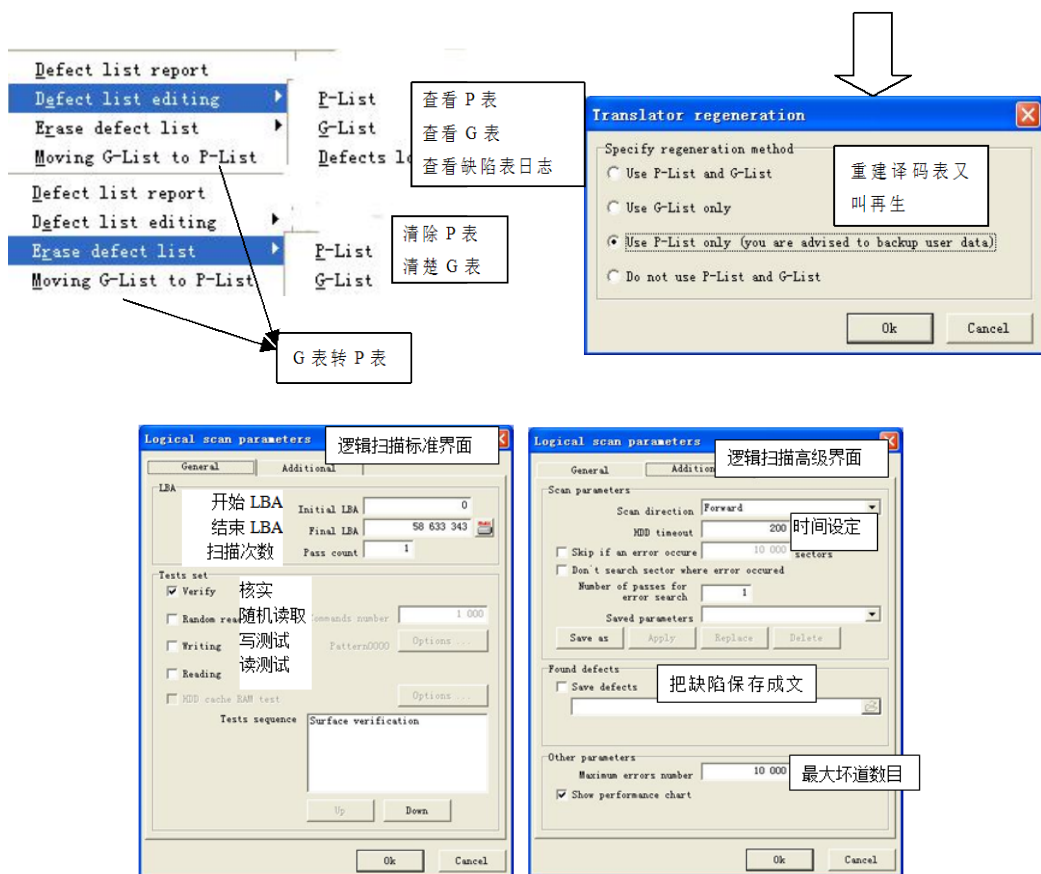 Defect list report
Defect list editing
Erase defect list
Moving G-List to P-List
P-List
G-List
Defects
查看 P 表
查看 G 表
查看缺陷表日志
Defect list report
Defect list editing
Erase defect list
Moving G-List to P-List
P-List
G-List
清除 P 表
清楚 G 表
G 表转 P 表
Translator regeneration
Specify regeneration method
Use P-List and G-List
Use G-List only
Use P-List only (you are advised to backup user data)
Do not use P-List and G-List
重建译码表又
叫再生
Ok Cancel
Logical scan parameters
逻辑扫描标准界面
General Additional
LBA
开始 LBA Initial LBA 0
结束 LBA Final LBA 58 633 343
扫描次数 Pass count 1
Tests set
Verify 核实
Random 随机读取 Commands number 1 000
Writing 写测试 Pattern0000 Options ...
Reading 读测试
HDD cache RAM test Options ...
Tests sequence Surface verification
Up Down
Ok Cancel
Logical scan parameters
逻辑扫描高级界面
General
Scan parameters
Scan direction Forward
HDD timeout 200 时间设定
Skip if an error occure 10 000 sectors
Don't search sector where error occured
Number of passes for
error search 1
Saved parameters
Save as Apply Replace Delete
Found defects
Save defects 把缺陷保存成文
Other parameters
Maximum errors number 10 000 最大坏道数目
Show performance chart
Ok Cancel